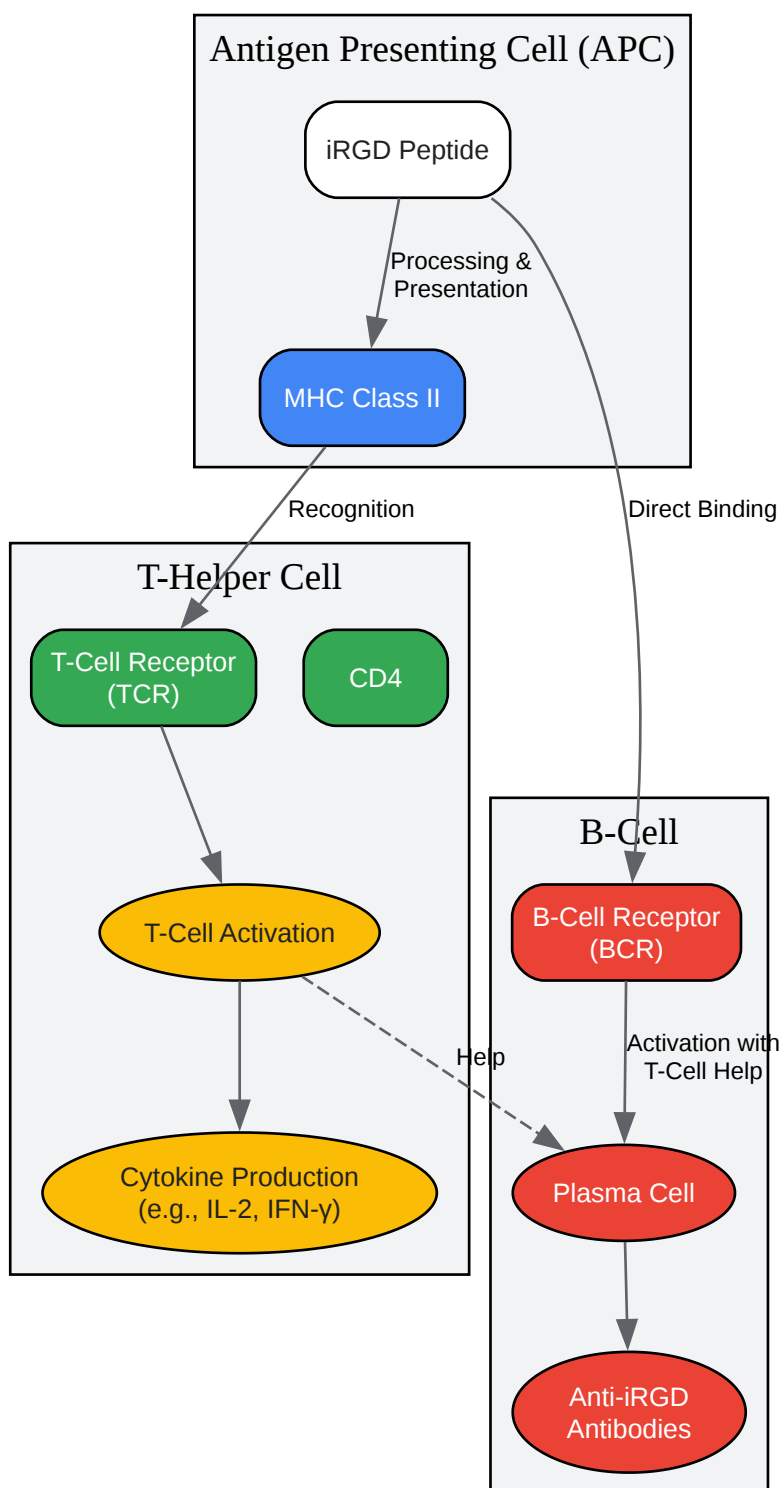 Antigen Presenting Cell (APC)
iRGD Peptide
Processing &
Presentation
MHC Class II
Recognition
Direct Binding
T-Helper Cell
T-Cell Receptor
(TCR)
CD4
B-Cell
T-Cell Activation
B-Cell Receptor
(BCR)
Help
Activation with
T-Cell Help
Cytokine Production
(e.g., IL-2, IFN-γ)
Plasma Cell
Anti-iRGD
Antibodies